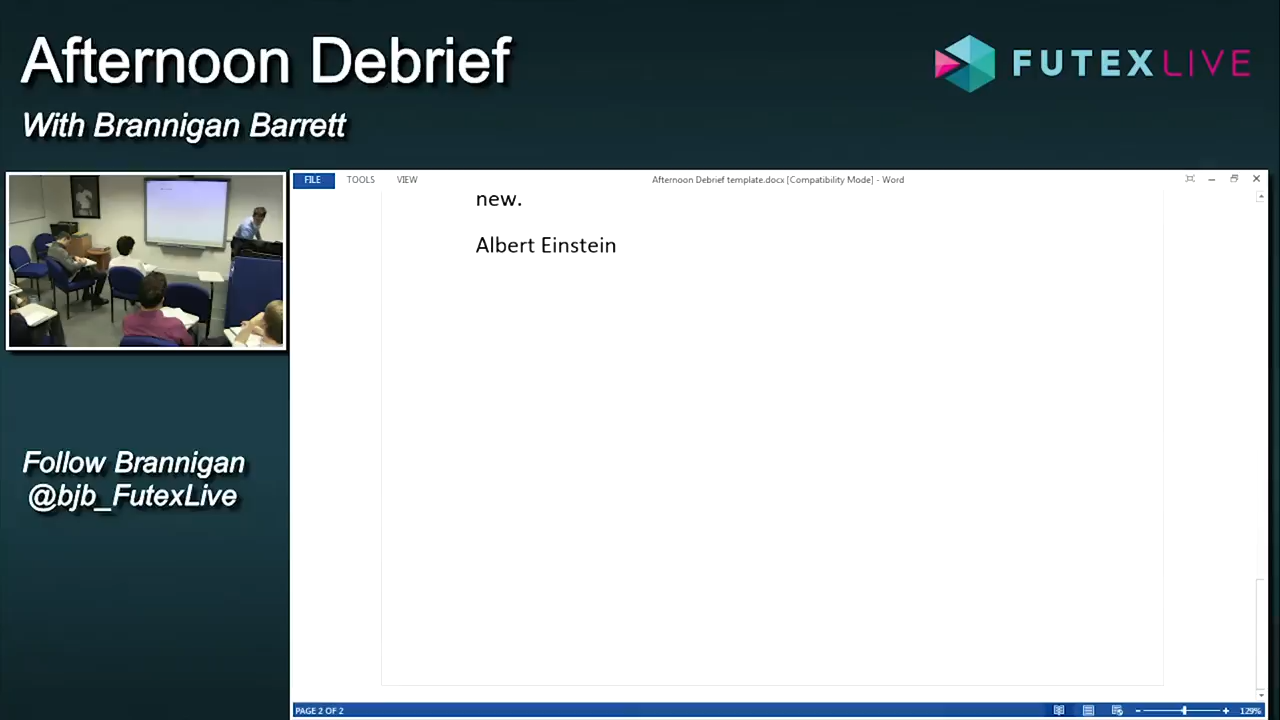 Afternoon Debrief
With Brannigan Barrett
FUTEXLIVE
FILE TOOLS VIEW
Afternoon Debrief template.docx [Compatibility Mode] - Word
new.
Albert Einstein
Follow Brannigan
@bjb_FutexLive
PAGE 2 OF 2
129%